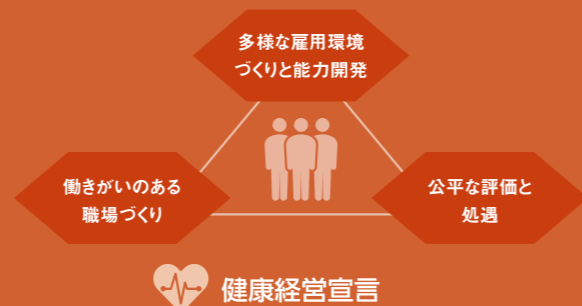 多様な雇用環境
づくりと能力開発
働きがいのある
職場づくり
公平な評価と
処遇
健康経営宣言